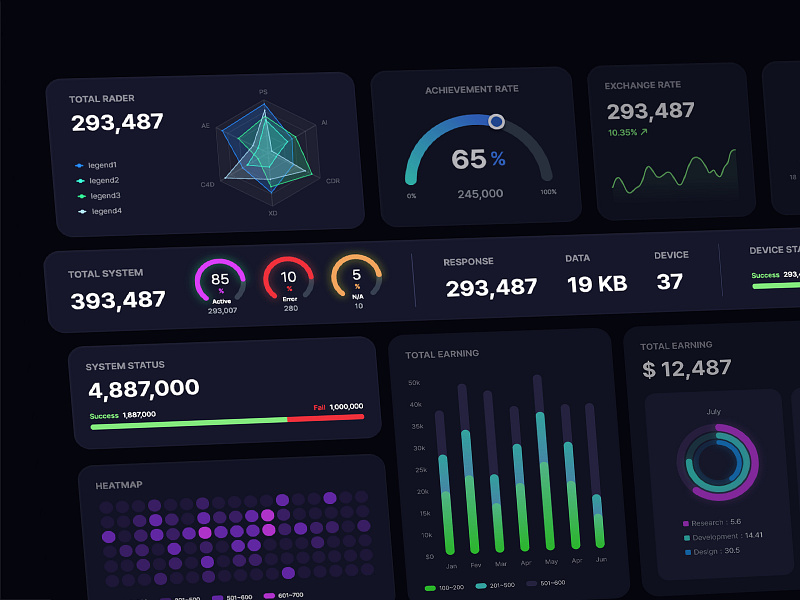 TOTAL RADER
293,487
legend1
legend2
legend3
legend4
PS
AI
CDR
XD
C4D
AE
ACHIEVEMENT RATE
65 %
0%
245,000
100%
EXCHANGE RATE
293,487
10.35%
18
TOTAL SYSTEM
393,487
85
%
Active
293,007
10
%
Error
280
5
%
N/A
10
RESPONSE
293,487
DATA
19 KB
DEVICE
37
DEVICE STA
Success 293,4
SYSTEM STATUS
4,887,000
Success 1,887,000
Fail 1,000,000
HEATMAP
501~600
601~700
TOTAL EARNING
50k
40k
35k
30k
25k
20k
15k
10k
$0
Jan
Fev
Mar
Apr
May
Apr
Jun
100~200
201~500
501~600
TOTAL EARNING
$ 12,487
July
Research : 5.6
Development : 14.41
Design : 30.5